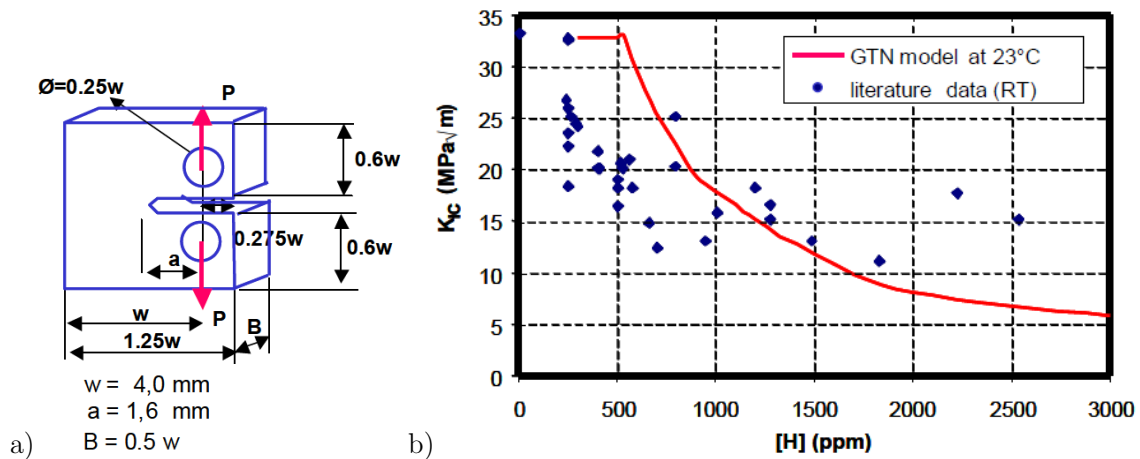 Ø=0.25w
P
0.6w
0.275w
0.6w
a
w
P
B
1.25w
w = 4,0 mm
a = 1,6 mm
B = 0.5 w
a)
35
30
25
20
15
10
5
0
K_IC (MPa√m)
GTN model at 23°C
literature data (RT)
0 500 1000 1500 2000 2500 3000
[H] (ppm)
b)